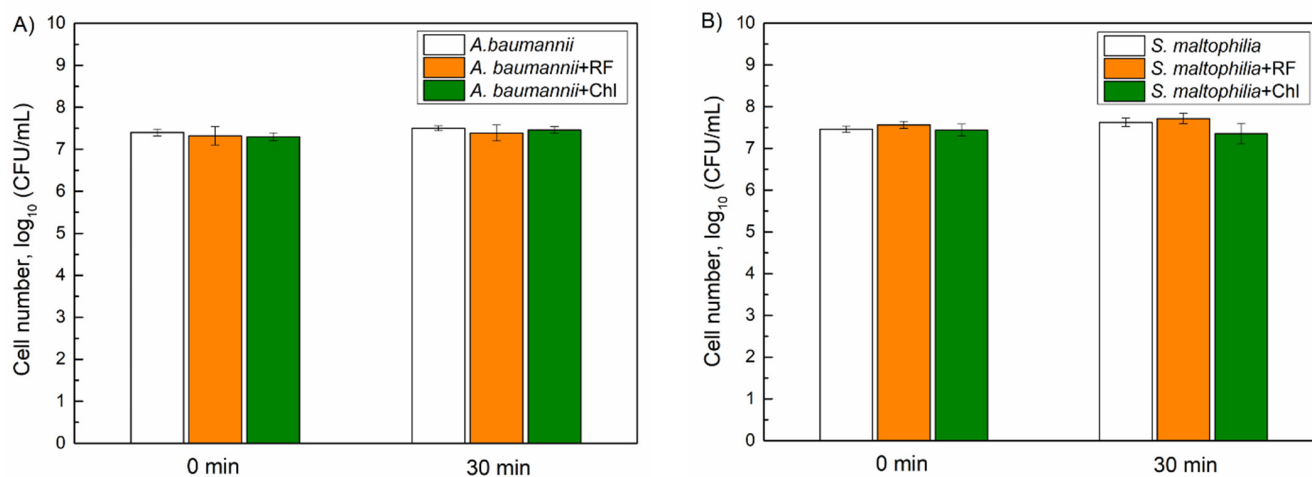 A)
Cell number, log₁₀ (CFU/mL)
10
9
8
7
6
5
4
3
2
1
0
A.baumannii
A. baumannii+RF
A. baumannii+Chl
0 min
30 min
B)
Cell number, log₁₀ (CFU/mL)
10
9
8
7
6
5
4
3
2
1
0
S. maltophilia
S. maltophilia+RF
S. maltophilia+Chl
0 min
30 min